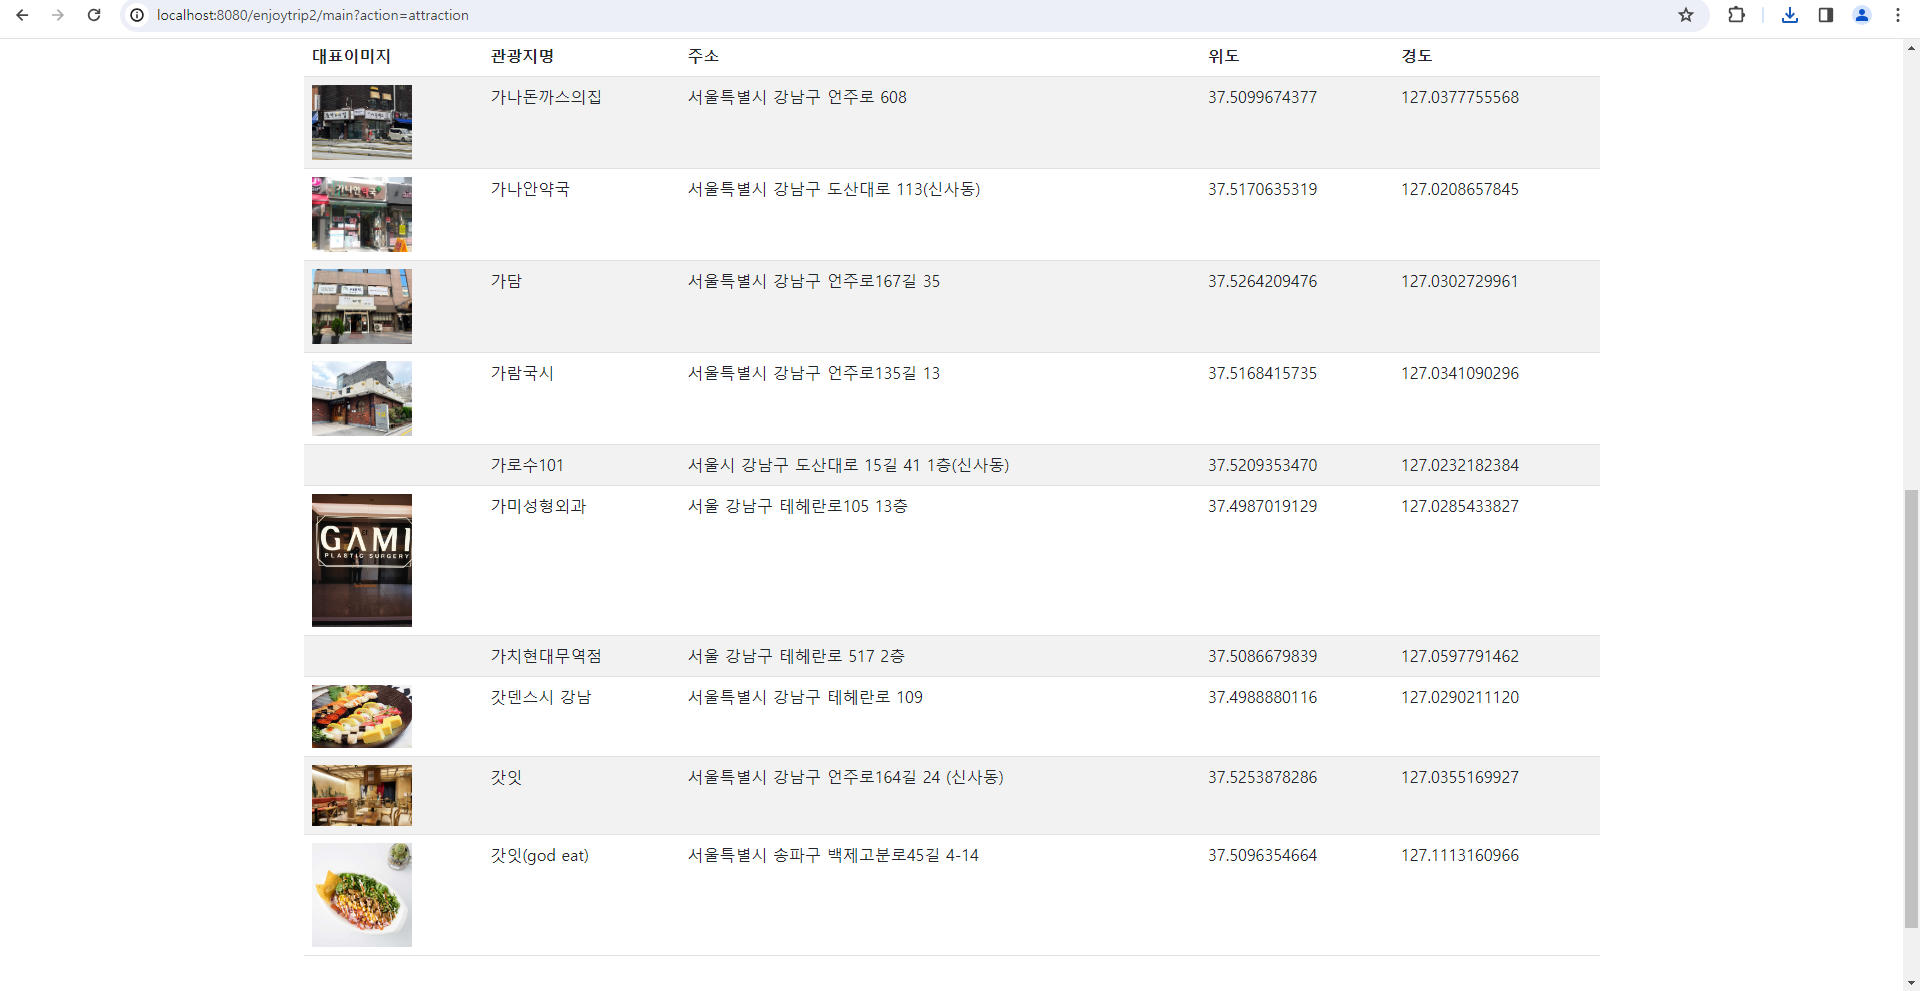 localhost:8080/enjoytrip2/main?action=attraction
대표이미지 관광지명 주소 위도 경도
가나돈까스의집 서울특별시 강남구 언주로 608 37.5099674377 127.0377755568
가나안약국
가나안약국 서울특별시 강남구 도산대로 113(신사동) 37.5170635319 127.0208657845
가담 서울특별시 강남구 언주로167길 35 37.5264209476 127.0302729961
가람국시 서울특별시 강남구 언주로135길 13 37.5168415735 127.0341090296
가로수101 서울시 강남구 도산대로 15길 41 1층(신사동) 37.5209353470 127.0232182384
가미성형외과 서울 강남구 테헤란로105 13층 37.4987019129 127.0285433827
GAMI
PLASTIC SURGERY
가치현대무역점 서울 강남구 테헤란로 517 2층 37.5086679839 127.0597791462
갓덴스시 강남 서울특별시 강남구 테헤란로 109 37.4988880116 127.0290211120
갓잇 서울특별시 강남구 언주로164길 24 (신사동) 37.5253878286 127.0355169927
갓잇(god eat) 서울특별시 송파구 백제고분로45길 4-14 37.5096354664 127.1113160966